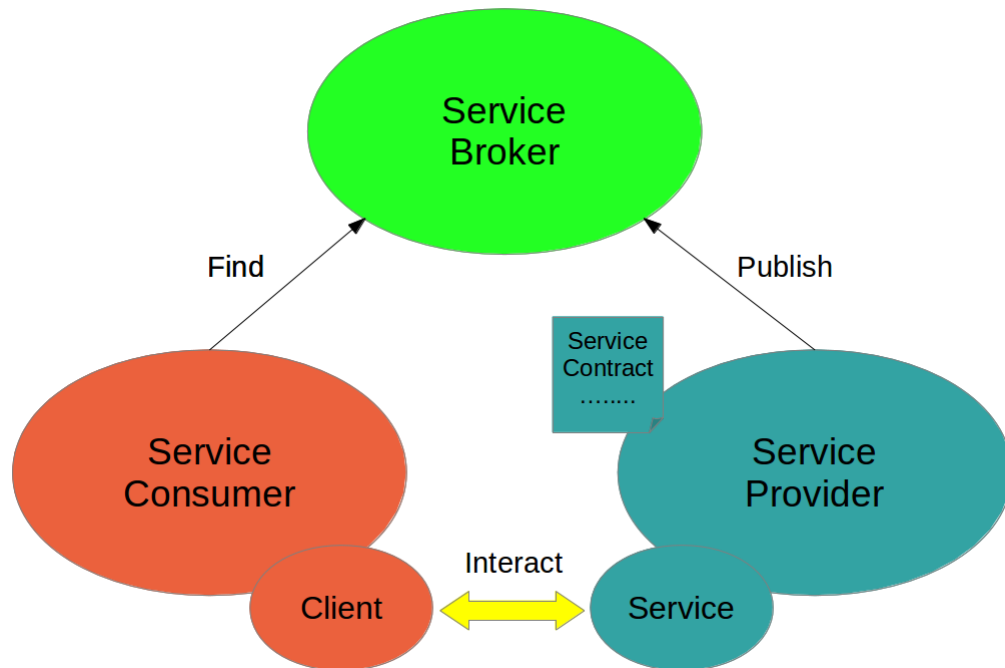 Service
Broker
Find
Publish
Service
Contract
........
Service
Consumer
Service
Provider
Interact
Client
Service